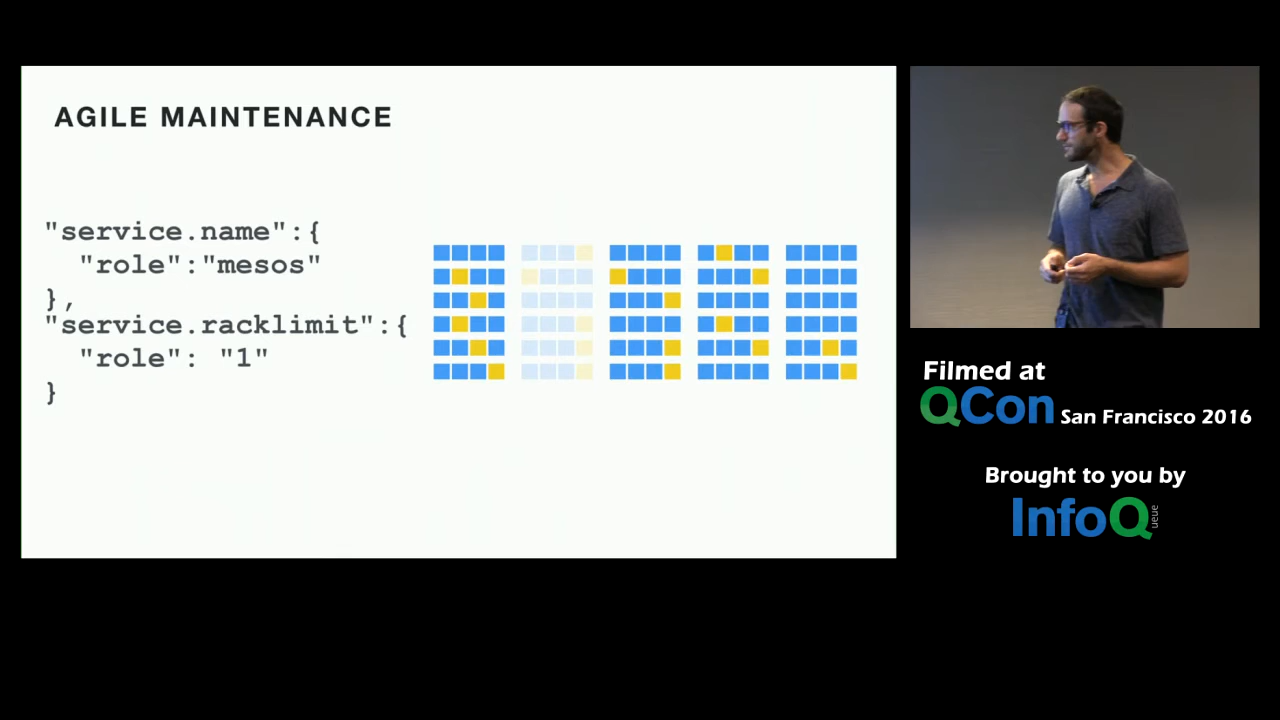 AGILE MAINTENANCE
"service.name":{
"role":"mesos"
},
"service.racklimit":{
"role": "1"
}
Filmed at
QCon San Francisco 2016
Brought to you by
InfoQ
ueue